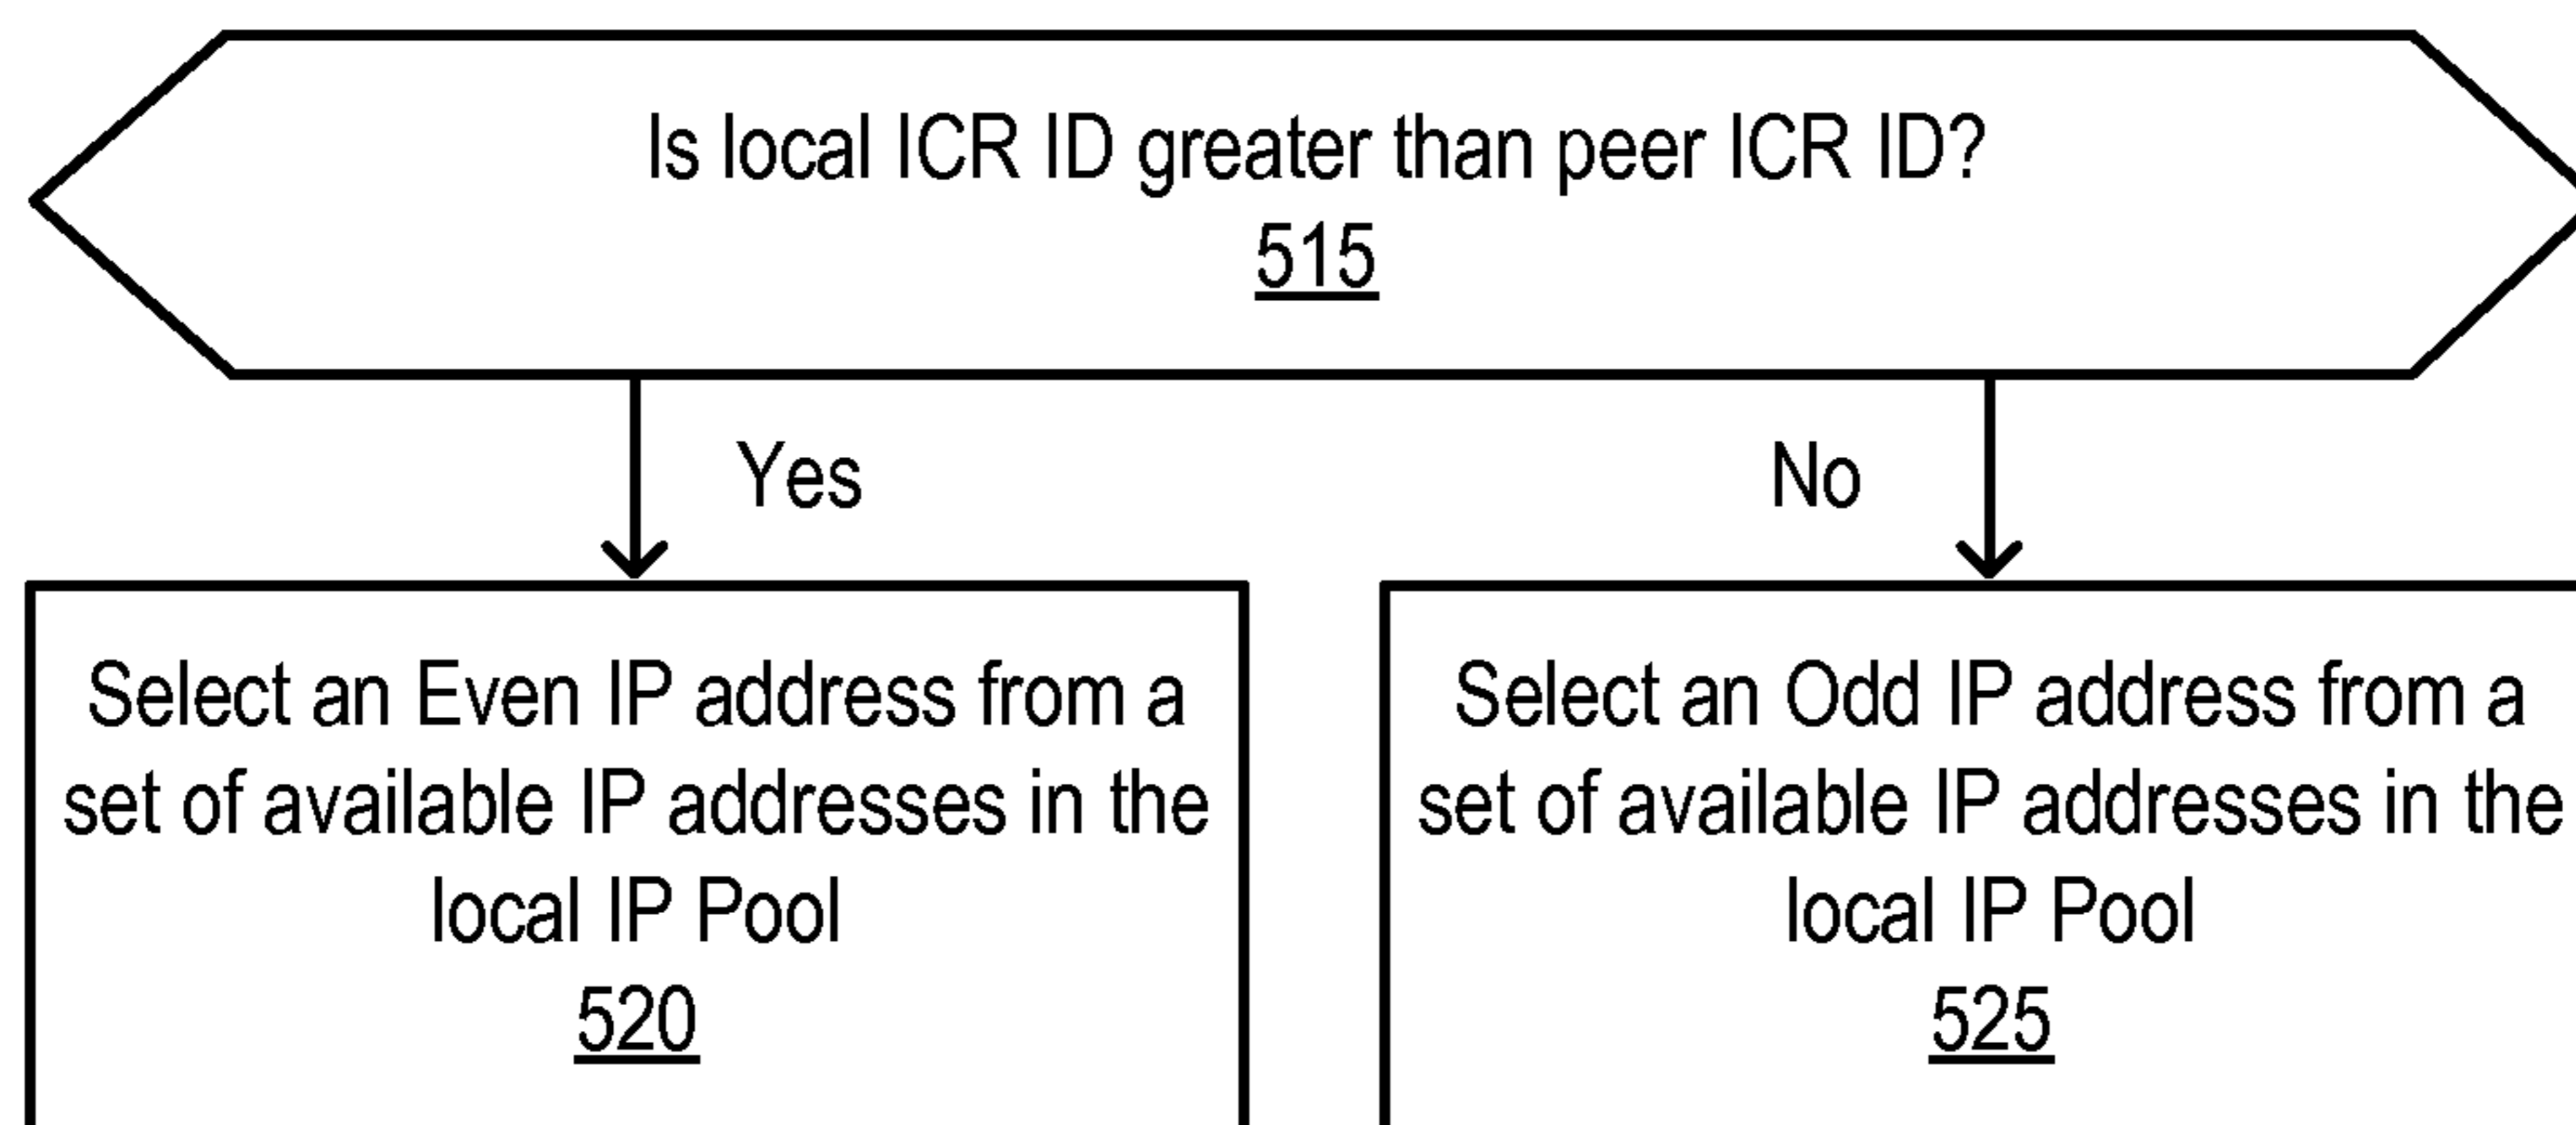 Is local ICR ID greater than peer ICR ID?
515
Yes
No
Select an Even IP address from a
set of available IP addresses in the
local IP Pool
520
Select an Odd IP address from a
set of available IP addresses in the
local IP Pool
525